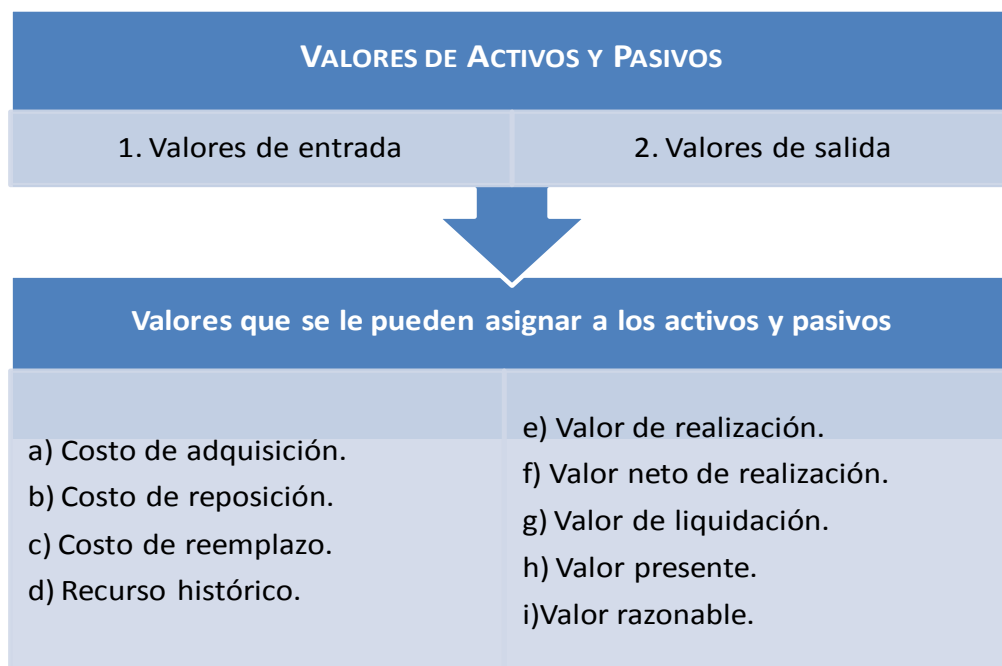 VALORES DE ACTIVOS Y PASIVOS
1. Valores de entrada
2. Valores de salida
Valores que se le pueden asignar a los activos y pasivos
a) Costo de adquisición.
b) Costo de reposición.
c) Costo de reemplazo.
d) Recurso histórico.
e) Valor de realización.
f) Valor neto de realización.
g) Valor de liquidación.
h) Valor presente.
i)Valor razonable.